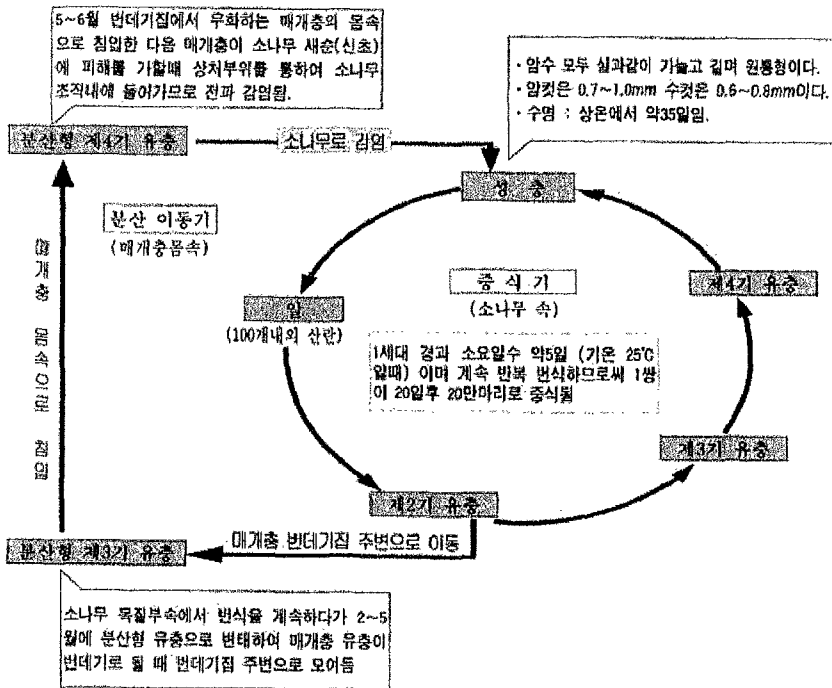 5~6월 번데기집에서 우화하는 매개충의 몸속
으로 침입한 다음 매개충이 소나무 새순(신초)
에 피해를 가할때 상처부위를 통하여 소나무
조직내에 들어가므로 전파 감염됨.
· 암수 모두 실과같이 가늘고 길며 원통형이다.
· 암컷은 0.7~1.0mm 수컷은 0.6~0.8mm이다.
· 수명 : 상온에서 약35일임.
분산형 제4기 유충
소나무로 감염
성 충
분산 이동기
(매개충몸속)
매개충 몸속으로 침입
알
(100개내외 산란)
증식기
(소나무 속)
제4기 유충
1세대 경과 소요일수 약5일 (기온 25℃
일때) 이며 계속 반복 번식하므로써 1쌍
이 20일후 20만마리로 증식됨
제3기 유충
제2기 유충
매개충 번데기집 주변으로 이동
분산형 제3기 유충
소나무 목질부속에서 번식을 계속하다가 2~5
월에 분산형 유충으로 변태하여 매개충 유충이
번데기로 될 때 번데기집 주변으로 모여듬